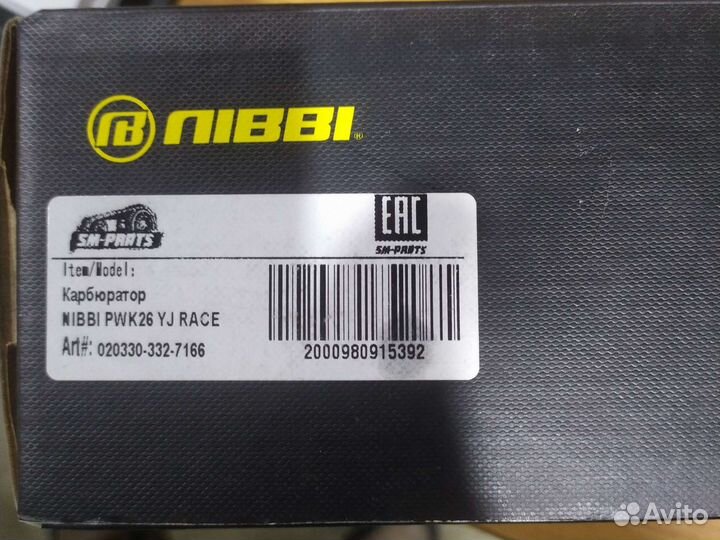 NIBBI
SM-PARTS
EAC
SM-PARTS
Item/Model:
Карбюратор
NIBBI PWK26 YJ RACE
Art#: 020330-332-7166
2000980915392
Avito